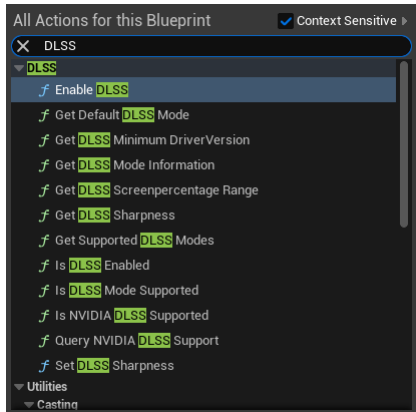 All Actions for this Blueprint Context Sensitive
DLSS
DLSS
f Enable DLSS
f Get Default DLSS Mode
f Get DLSS Minimum DriverVersion
f Get DLSS Mode Information
f Get DLSS Screenpercentage Range
f Get DLSS Sharpness
f Get Supported DLSS Modes
f Is DLSS Enabled
f Is DLSS Mode Supported
f Is NVIDIA DLSS Supported
f Query NVIDIA DLSS Support
f Set DLSS Sharpness
Utilities
Casting